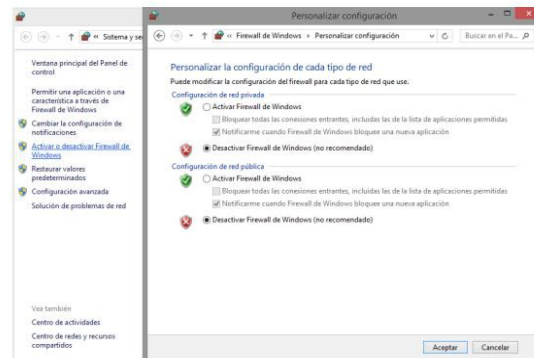 Sistema y se
Ventana principal del Panel de
control
Permitir una aplicación o una
característica a través de
Firewall de Windows
Cambiar la configuración de
notificaciones
Activar o desactivar Firewall de
Windows
Restaurar valores
predeterminados
Configuración avanzada
Solución de problemas de red
Vea también
Centro de actividades
Centro de redes y recursos
compartidos
Personalizar configuración
« Firewall de Windows ▸ Personalizar configuración
Buscar en el Pa...
Personalizar la configuración de cada tipo de red
Puede modificar la configuración del firewall para cada tipo de red que use.
Configuración de red privada
Activar Firewall de Windows
Bloquear todas las conexiones entrantes, incluidas las de la lista de aplicaciones permitidas
Notificarme cuando Firewall de Windows bloquee una nueva aplicación
Desactivar Firewall de Windows (no recomendado)
Configuración de red pública
Activar Firewall de Windows
Bloquear todas las conexiones entrantes, incluidas las de la lista de aplicaciones permitidas
Notificarme cuando Firewall de Windows bloquee una nueva aplicación
Desactivar Firewall de Windows (no recomendado)
Aceptar
Cancelar